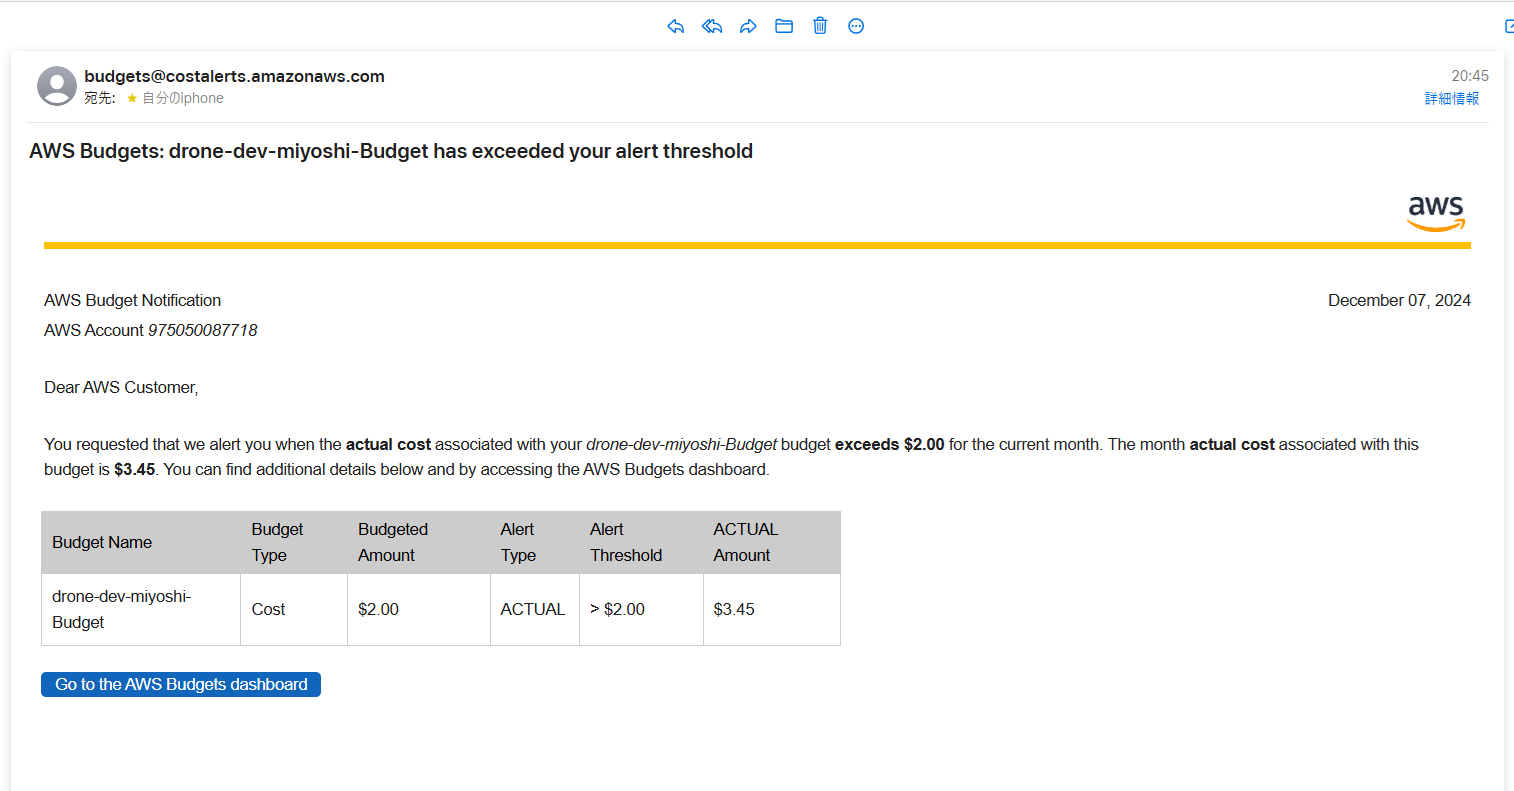 budgets@costalerts.amazonaws.com
20:45
宛先: ★ 自分のiphone
詳細情報
AWS Budgets: drone-dev-miyoshi-Budget has exceeded your alert threshold
aws
AWS Budget Notification
December 07, 2024
AWS Account 975050087718
Dear AWS Customer,
You requested that we alert you when the actual cost associated with your drone-dev-miyoshi-Budget budget exceeds $2.00 for the current month. The month actual cost associated with this
budget is $3.45. You can find additional details below and by accessing the AWS Budgets dashboard.
Budget Name
Budget
Type
Budgeted
Amount
Alert
Type
Alert
Threshold
ACTUAL
Amount
drone-dev-miyoshi-
Budget
Cost
$2.00
ACTUAL
> $2.00
$3.45
Go to the AWS Budgets dashboard